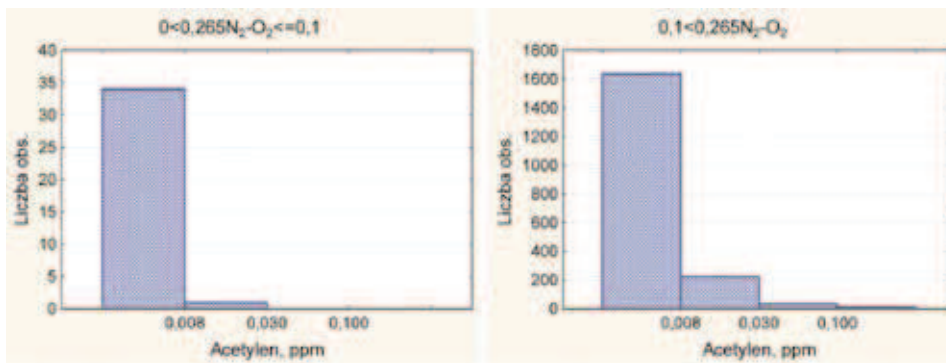 0<0,265N₂-O₂<=0,1
40
35
30
25
20
15
10
5
0
Liczba obs.
0,008 0,030 0,100
Acetylen, ppm
0,1<0,265N₂-O₂
1800
1600
1400
1200
1000
800
600
400
200
0
Liczba obs.
0,008 0,030 0,100
Acetylen, ppm